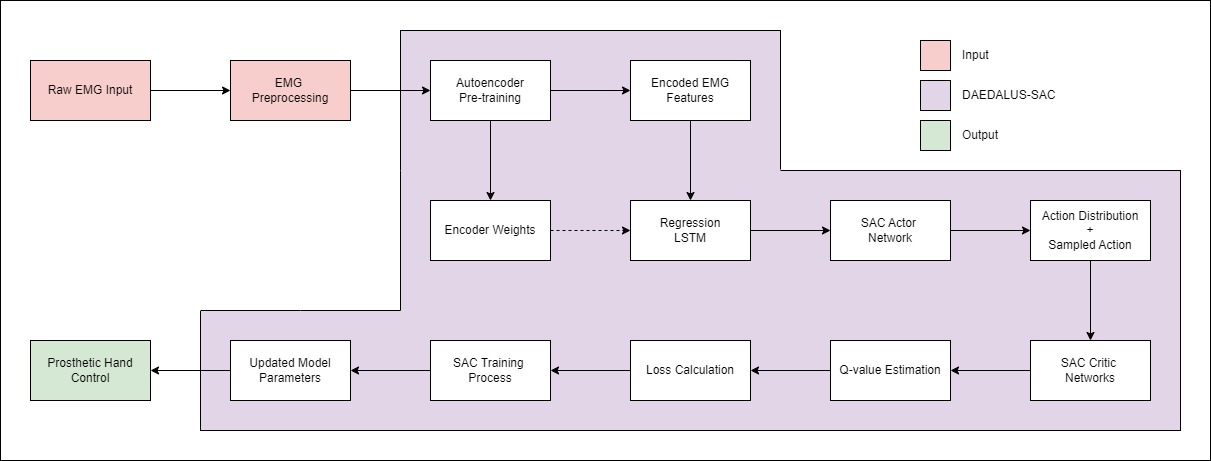 Raw EMG Input
EMG
Preprocessing
Autoencoder
Pre-training
Encoded EMG
Features
Input
DAEDALUS-SAC
Output
Encoder Weights
Regression
LSTM
SAC Actor
Network
Action Distribution
+
Sampled Action
Prosthetic Hand
Control
Updated Model
Parameters
SAC Training
Process
Loss Calculation
Q-value Estimation
SAC Critic
Networks